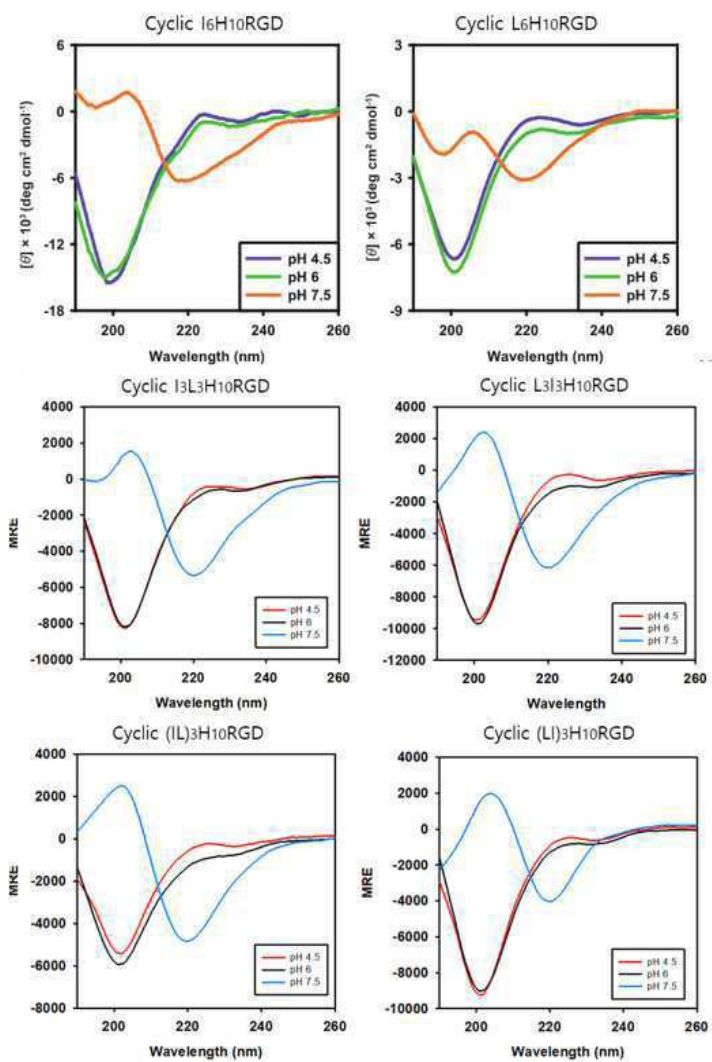 Cyclic I6H10RGD
6
0
-6
-12
-18
[θ] × 10³ (deg cm² dmol⁻¹)
pH 4.5
pH 6
pH 7.5
200 220 240 260
Wavelength (nm)
Cyclic L6H10RGD
3
0
-3
-6
-9
[θ] × 10³ (deg cm² dmol⁻¹)
pH 4.5
pH 6
pH 7.5
200 220 240 260
Wavelength (nm)
Cyclic I3L3H10RGD
4000
2000
0
-2000
-4000
-6000
-8000
-10000
MRE
pH 4.5
pH 6
pH 7.5
200 220 240 260
Wavelength (nm)
Cyclic L3I3H10RGD
4000
2000
0
-2000
-4000
-6000
-8000
-10000
-12000
MRE
pH 4.5
pH 6
pH 7.5
200 220 240 260
Wavelength
Cyclic (IL)3H10RGD
4000
2000
0
-2000
-4000
-6000
-8000
MRE
pH 4.5
pH 6
pH 7.5
200 220 240 260
Wavelength (nm)
Cyclic (LI)3H10RGD
4000
2000
0
-2000
-4000
-6000
-8000
-10000
MRE
pH 4.5
pH 6
pH 7.5
200 220 240 260
Wavelength (nm)